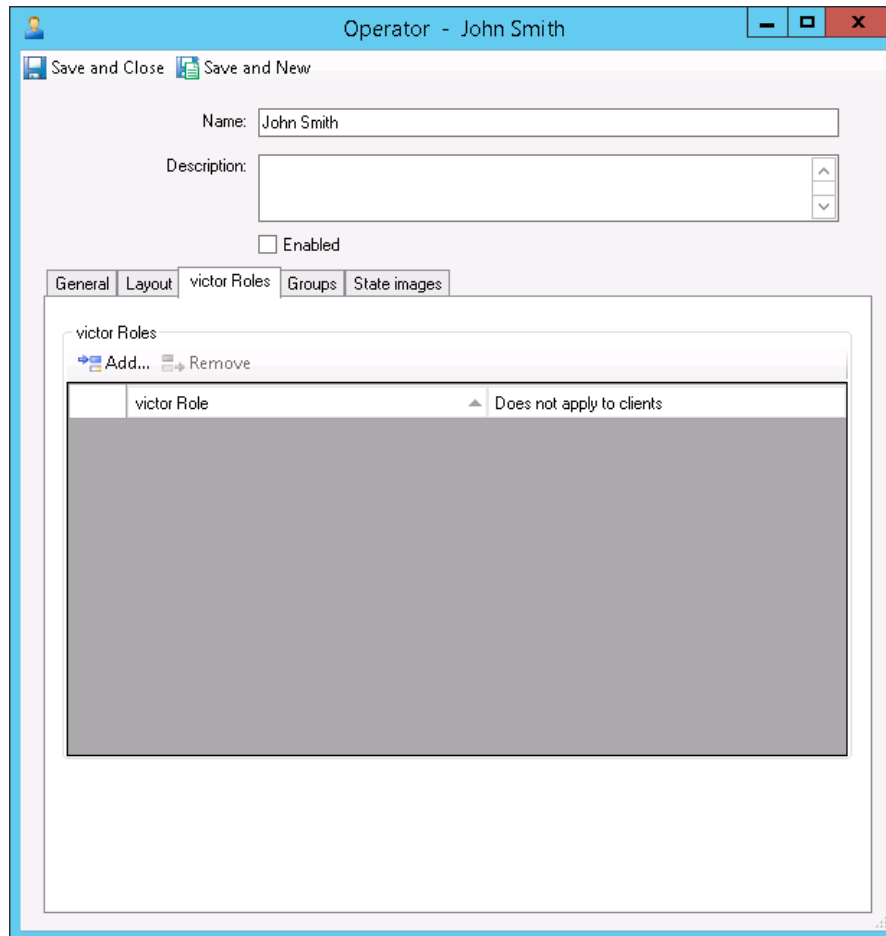 Operator - John Smith
Save and Close Save and New
Name: John Smith
Description:
Enabled
General Layout victor Roles Groups State images
victor Roles
Add... Remove
victor Role Does not apply to clients